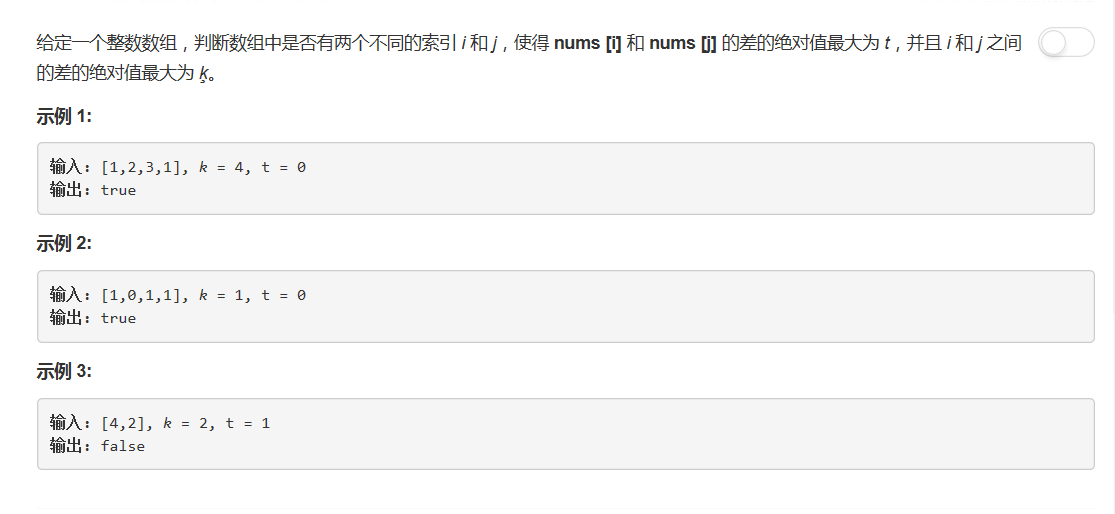 给定一个整数数组，判断数组中是否有两个不同的索引 i 和 j，使得 nums [i] 和 nums [j] 的差的绝对值最大为 t，并且 i 和 j 之间
的差的绝对值最大为 ķ。
示例 1:
输入: [1,2,3,1], k = 4, t = 0
输出: true
示例 2:
输入: [1,0,1,1], k = 1, t = 0
输出: true
示例 3:
输入: [4,2], k = 2, t = 1
输出: false